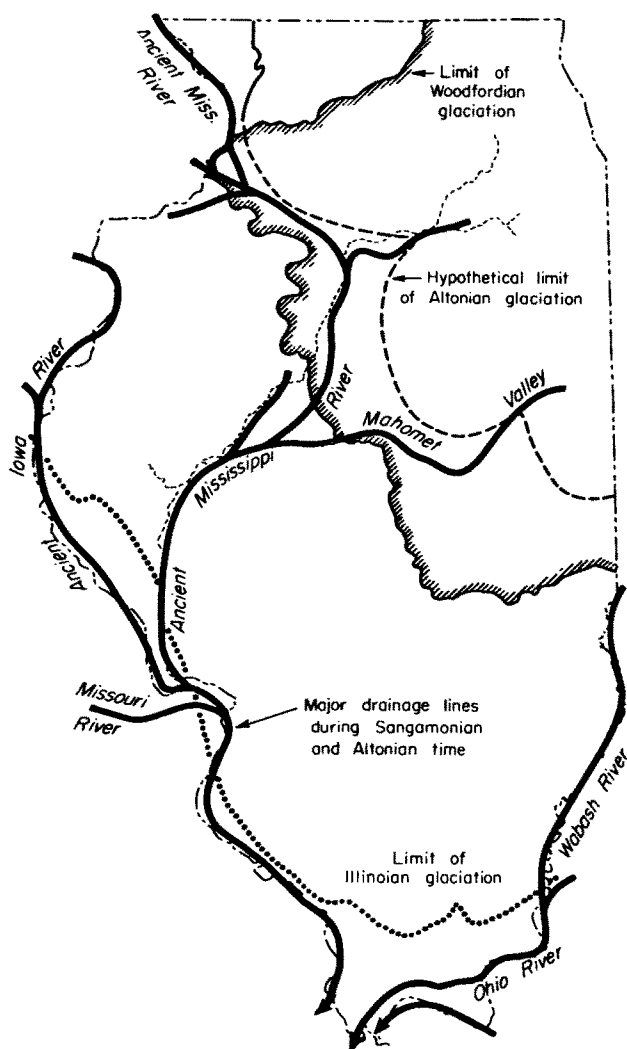 Ancient Miss.
River
Limit of
Woodfordian
glaciation
Hypothetical limit
of Altonian glaciation
River
Iowa
Ancient
River
Mississippi
Ancient
Mahomet
Valley
Missouri
River
Major drainage lines
during Sangamonian
and Altonian time
Limit of
Illinoian glaciation
Wabash River
Ohio River